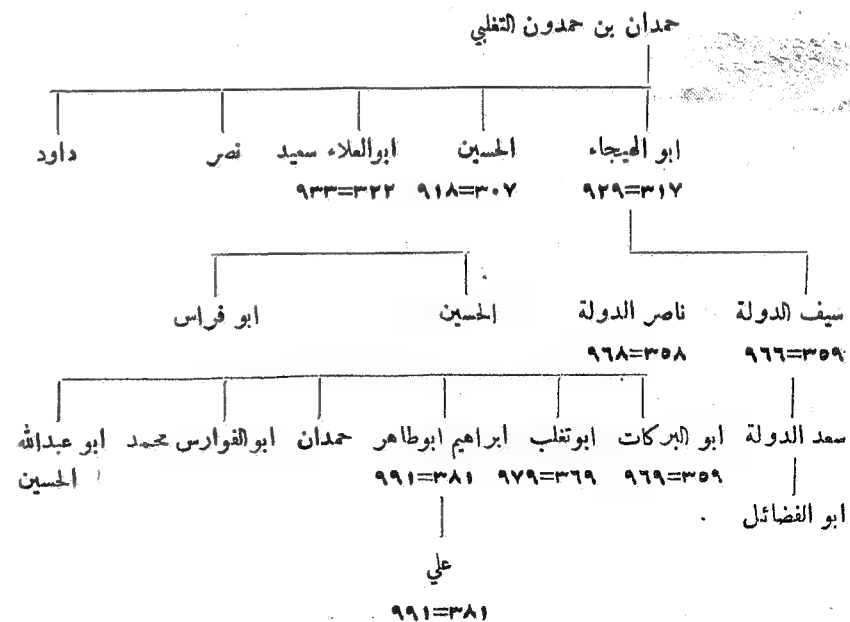 حمدان بن حمدون التغلبي
ابو الهيجاء الحسين ابوالعلاء سعيد نصر داود
٣١٧=٩٢٩ ٣٠٧=٩١٨ ٣٢٢=٩٣٣
سيف الدولة ناصر الدولة الحسين ابو فراس
٣٥٩=٩٦٦ ٣٥٨=٩٦٨
سعد الدولة ابو البركات ابوتغلب ابراهيم ابوطاهر حمدان ابوالفوارس محمد ابو عبدالله
٣٥٩=٩٦٩ ٣٦٩=٩٧٩ ٣٨١=٩٩١ الحسين
ابو الفضائل
علي
٣٨١=٩٩١